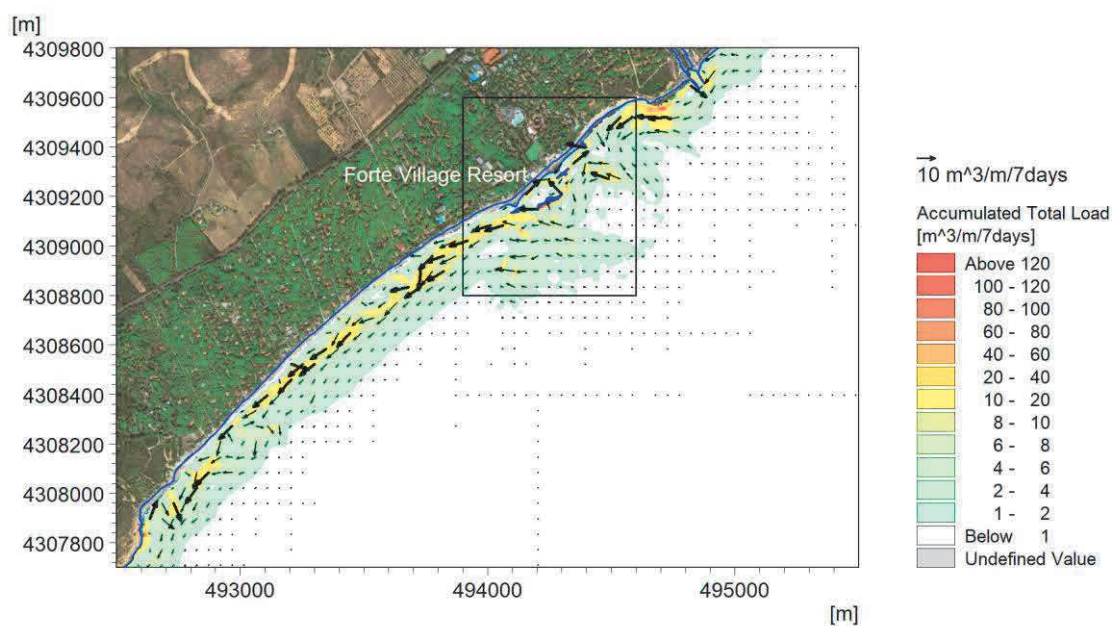 [m]
4309800
4309600
4309400
4309200
4309000
4308800
4308600
4308400
4308200
4308000
4307800
Forte Village Resort
493000 494000 495000
[m]
10 m^3/m/7days
Accumulated Total Load
[m^3/m/7days]
Above 120
100 - 120
80 - 100
60 - 80
40 - 60
20 - 40
10 - 20
8 - 10
6 - 8
4 - 6
2 - 4
1 - 2
Below 1
Undefined Value